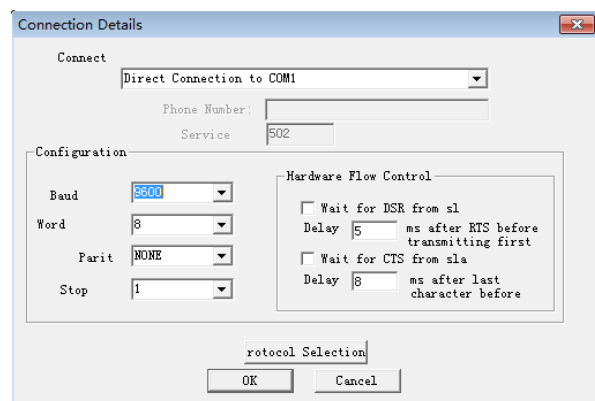 Connection Details
Connect
Direct Connection to COM1
Phone Number:
Service 502
Configuration
Baud 9600
Word 8
Parit NONE
Stop 1
Hardware Flow Control
Wait for DSR from sl
Delay 5 ms after RTS before
transmitting first
Wait for CTS from sla
Delay 8 ms after last
character before
rotocol Selection
OK Cancel